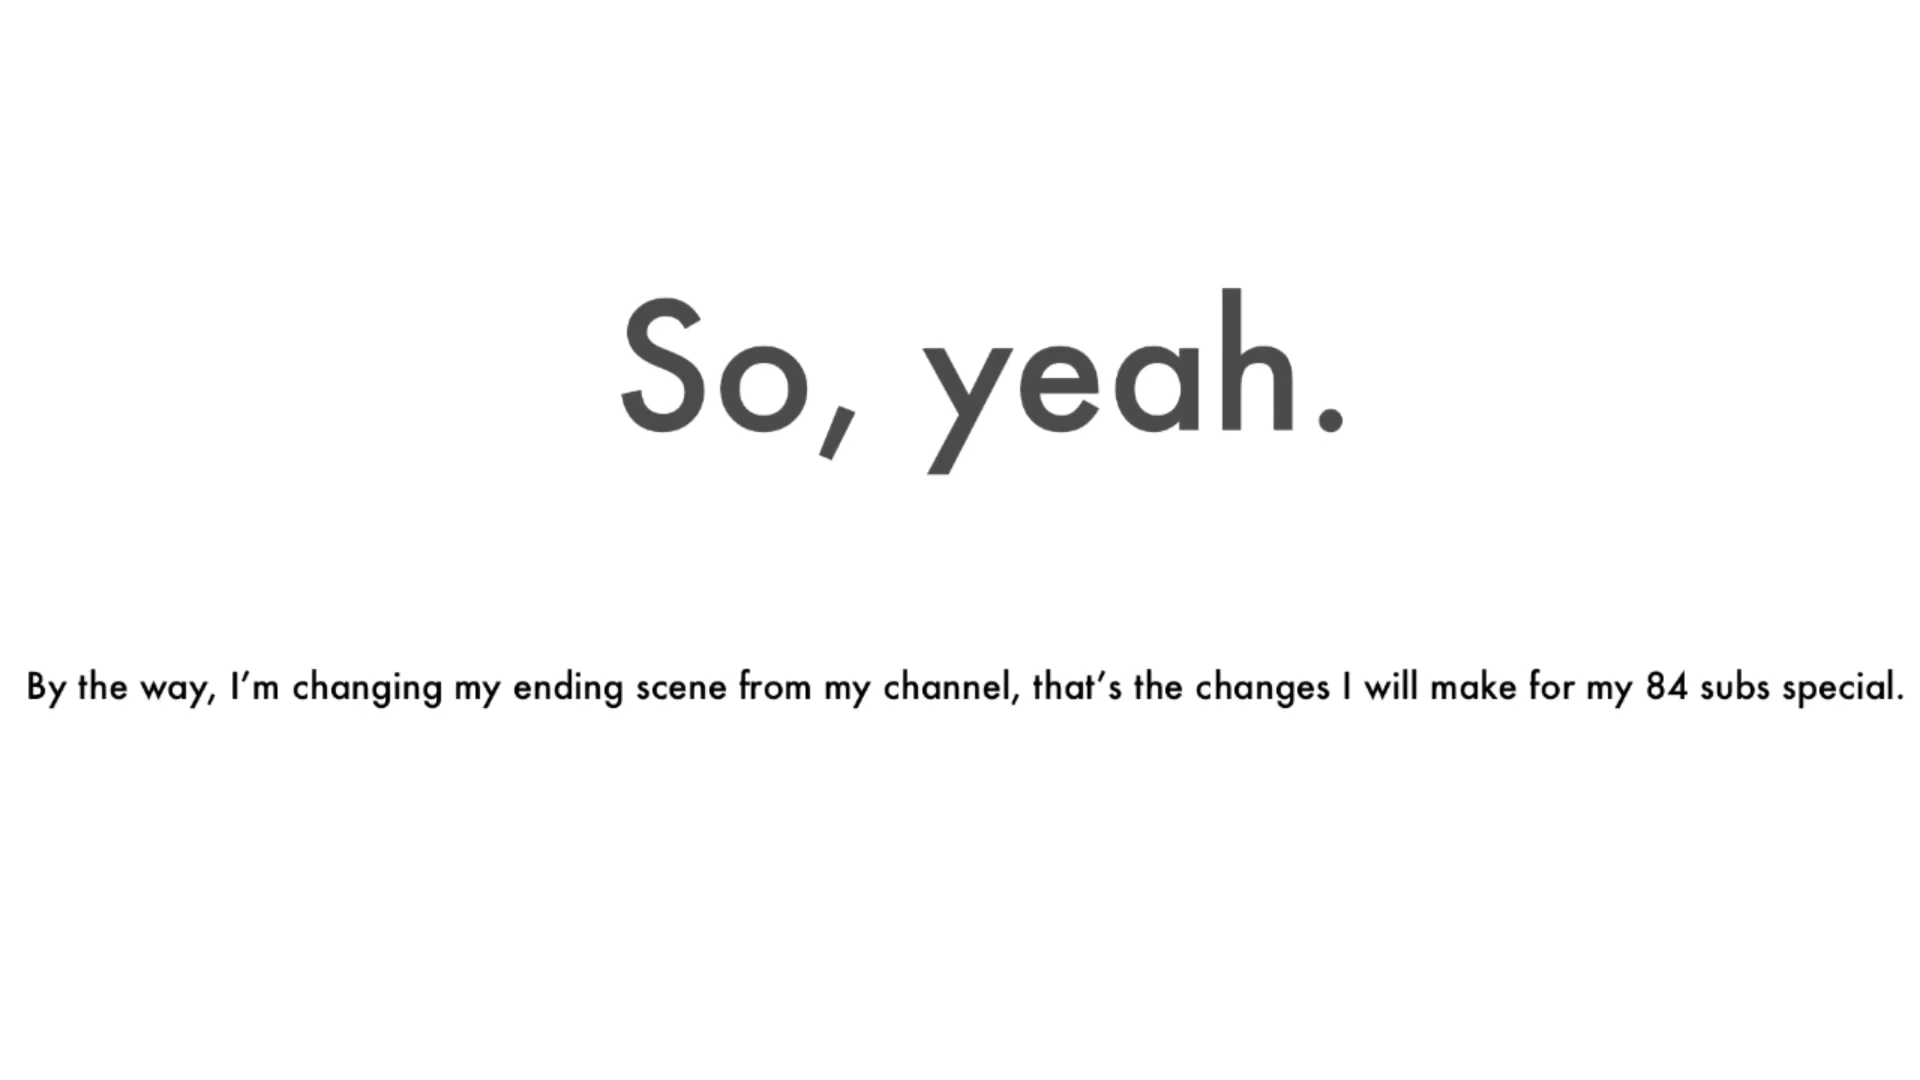 So, yeah.
By the way, I’m changing my ending scene from my channel, that’s the changes I will make for my 84 subs special.